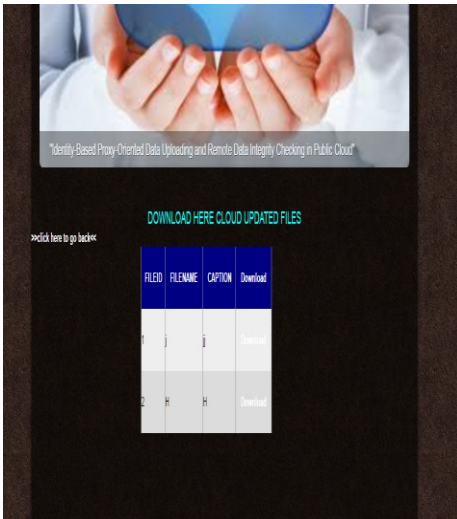 "Identity-Based Proxy-Oriented Data Uploading and Remote Data Integrity Checking in Public Cloud"
DOWNLOAD HERE CLOUD UPDATED FILES
>>click here to go back<<
FILEID FILENAME CAPTION Download
1 j jj Download
2 H H Download